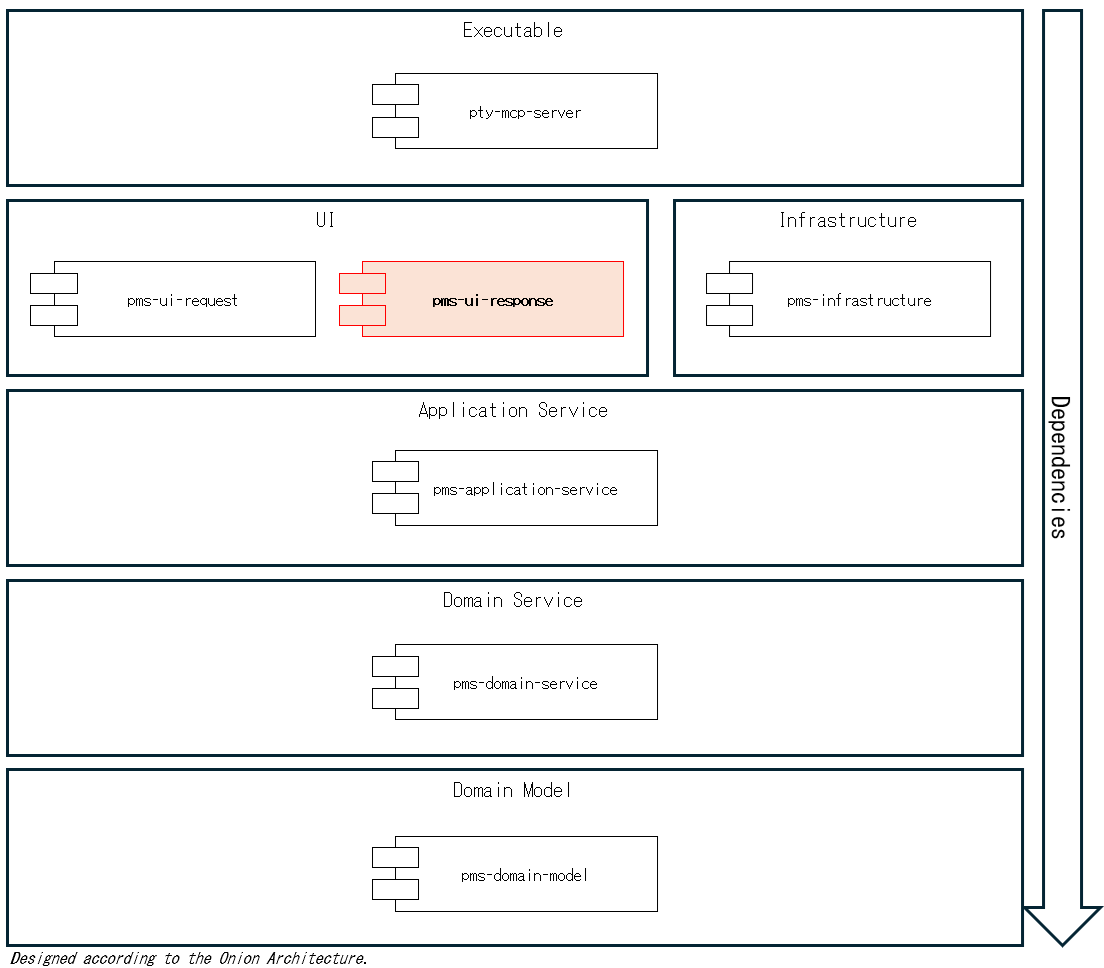 Executable
pty-mcp-server
UI
Infrastructure
pms-ui-request
pms-ui-response
pms-infrastructure
Application Service
pms-application-service
Dependencies
Domain Service
pms-domain-service
Domain Model
pms-domain-model
Designed according to the Onion Architecture.